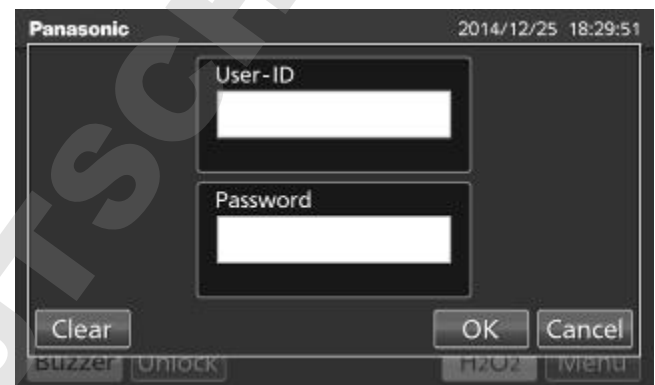 Panasonic 2014/12/25 18:29:51
User-ID
Password
Clear OK Cancel
Buzzer Unlock H2O2 Menu